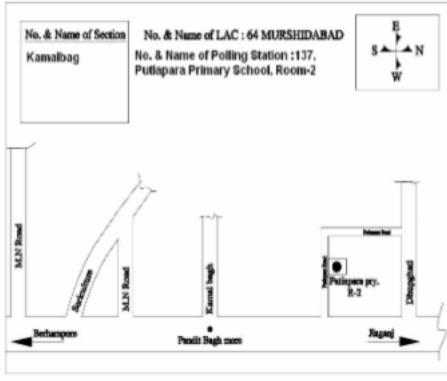 No. & Name of Section
Kamalbag
No. & Name of LAC : 64 MURSHIDABAD
No. & Name of Polling Station :137,
Putiapara Primary School, Room-2
E
S
N
W
M.N Road
Suriculture
M.N Road
Kamal bagh
Putiapara pry.
R-2
Berhampore
Pandit Bagh more
Jiaganj